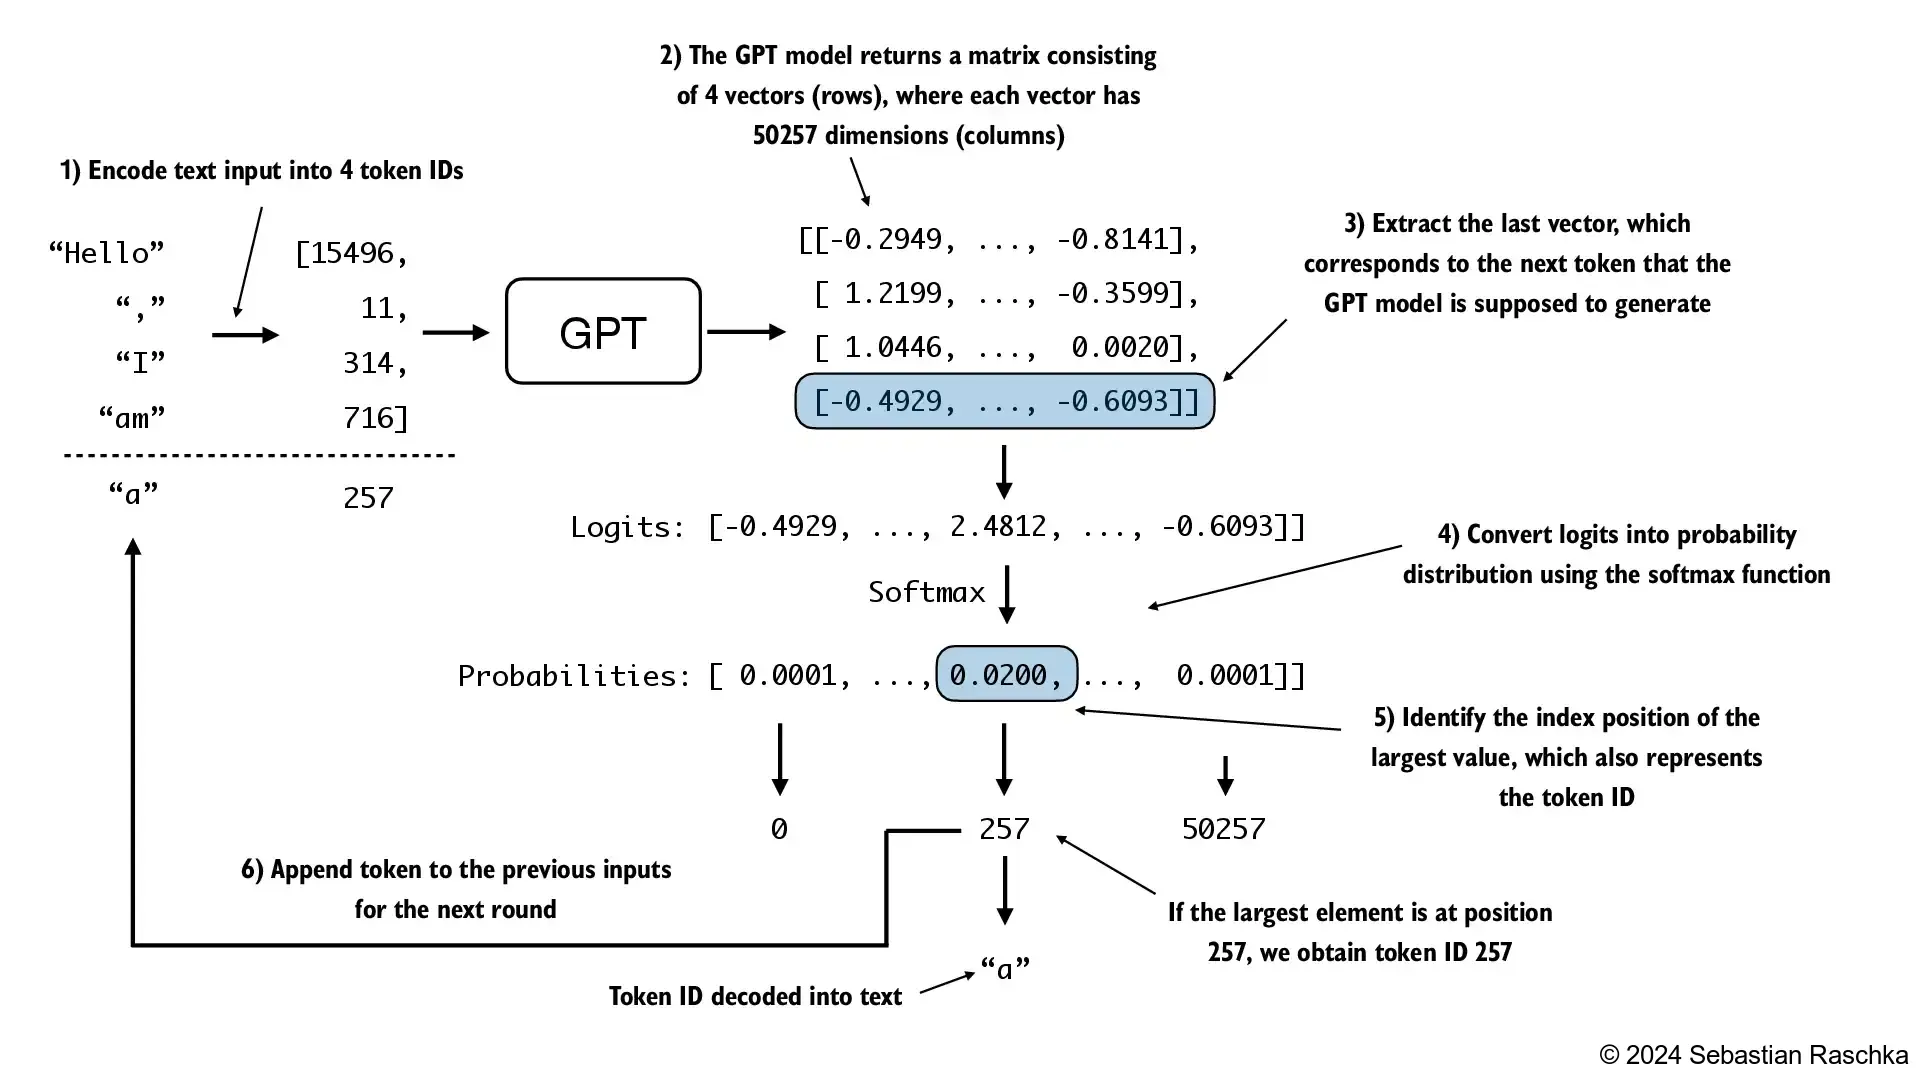 2) The GPT model returns a matrix consisting
of 4 vectors (rows), where each vector has
50257 dimensions (columns)
1) Encode text input into 4 token IDs
3) Extract the last vector, which
corresponds to the next token that the
GPT model is supposed to generate
“Hello” [15496,
“,” 11,
“I” 314,
“am” 716]
“a” 257
GPT
[[-0.2949, ..., -0.8141],
[ 1.2199, ..., -0.3599],
[ 1.0446, ..., 0.0020],
[-0.4929, ..., -0.6093]]
Logits: [-0.4929, ..., 2.4812, ..., -0.6093]]
4) Convert logits into probability
distribution using the softmax function
Softmax
Probabilities: [ 0.0001, ..., 0.0200, ..., 0.0001]]
5) Identify the index position of the
largest value, which also represents
the token ID
0 257 50257
6) Append token to the previous inputs
for the next round
If the largest element is at position
257, we obtain token ID 257
“a”
Token ID decoded into text
© 2024 Sebastian Raschka